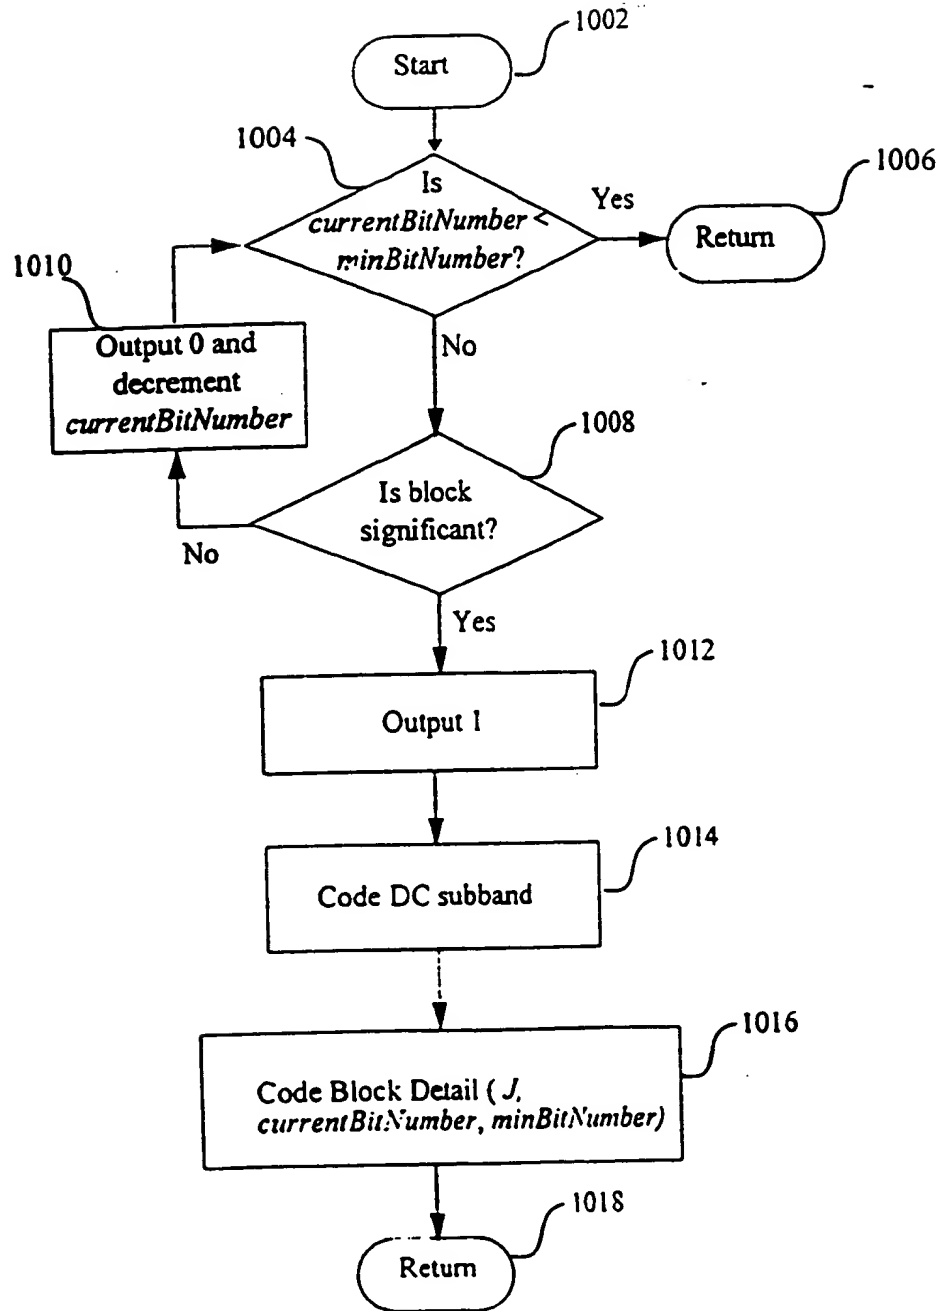 1002
Start
1004
Is
currentBitNumber <
minBitNumber?
Yes
1006
Return
1010
Output 0 and
decrement
currentBitNumber
No
1008
Is block
significant?
No
Yes
1012
Output 1
1014
Code DC subband
1016
Code Block Detail ( J,
currentBitNumber, minBitNumber)
1018
Return